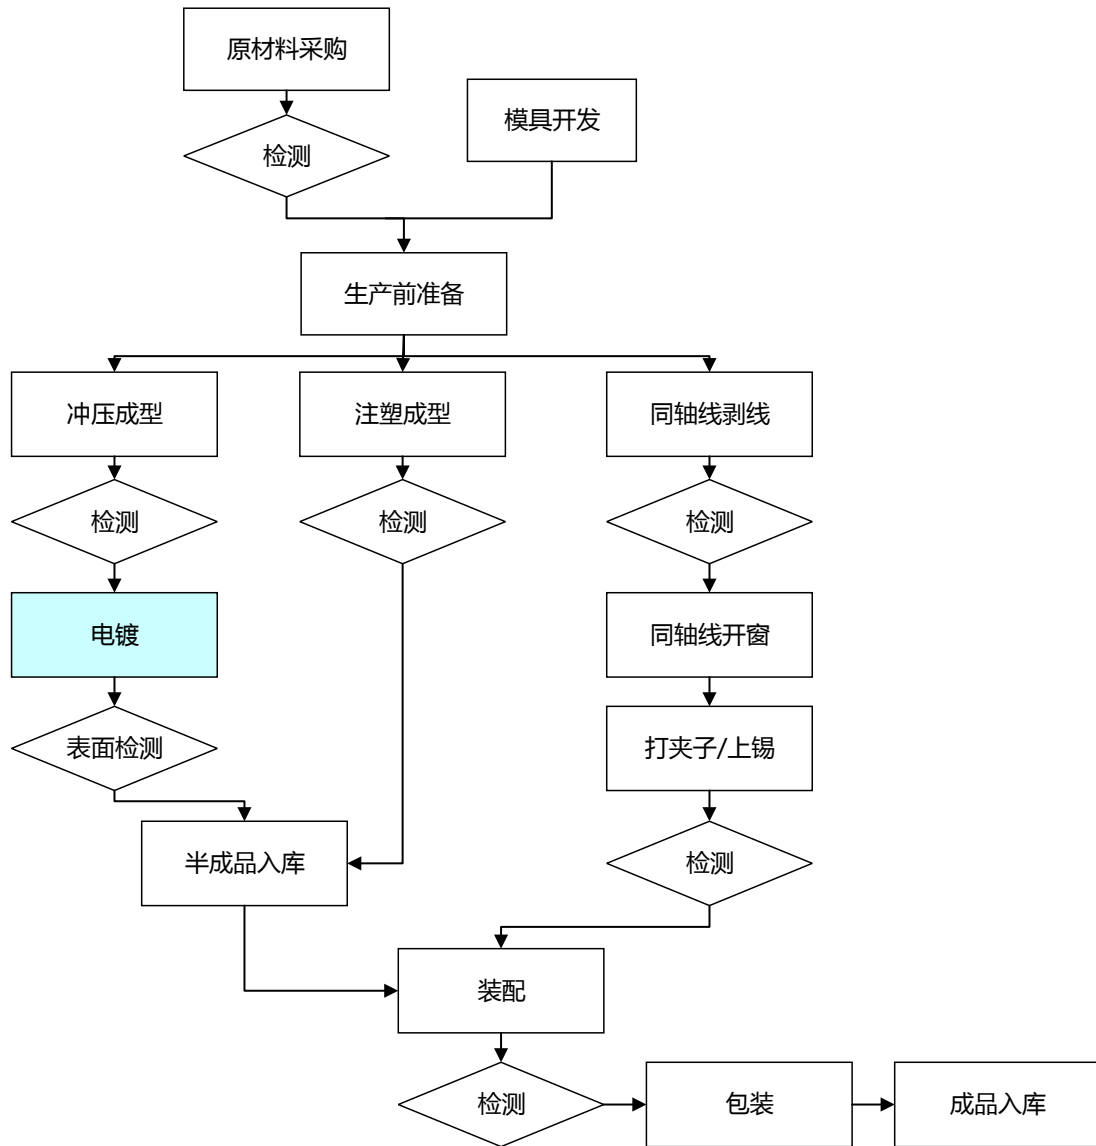 原材料采购
模具开发
检测
生产前准备
冲压成型
注塑成型
同轴线剥线
检测
检测
检测
电镀
同轴线开窗
表面检测
打夹子/上锡
半成品入库
检测
装配
检测
包装
成品入库